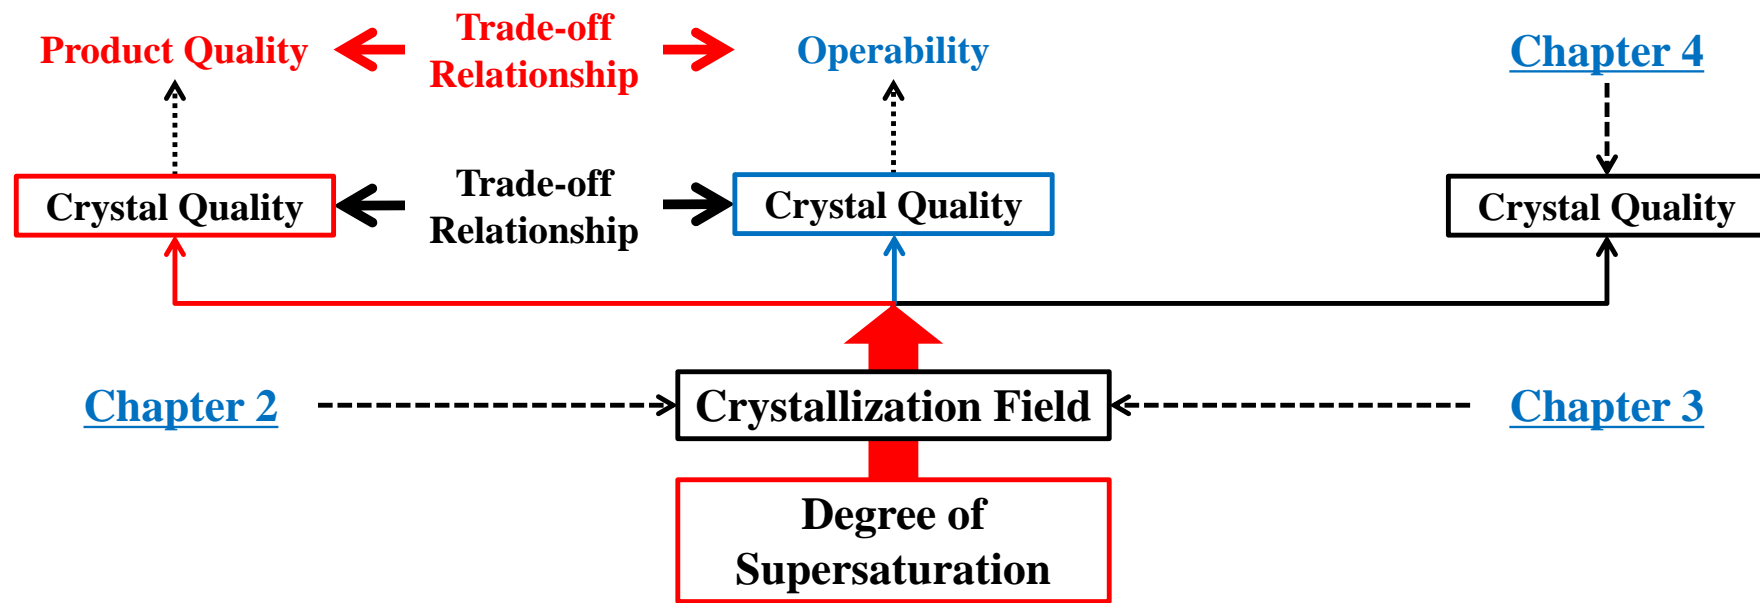 Product Quality
Trade-off
Relationship
Operability
Chapter 4
Crystal Quality
Trade-off
Relationship
Crystal Quality
Crystal Quality
Chapter 2
Crystallization Field
Chapter 3
Degree of
Supersaturation